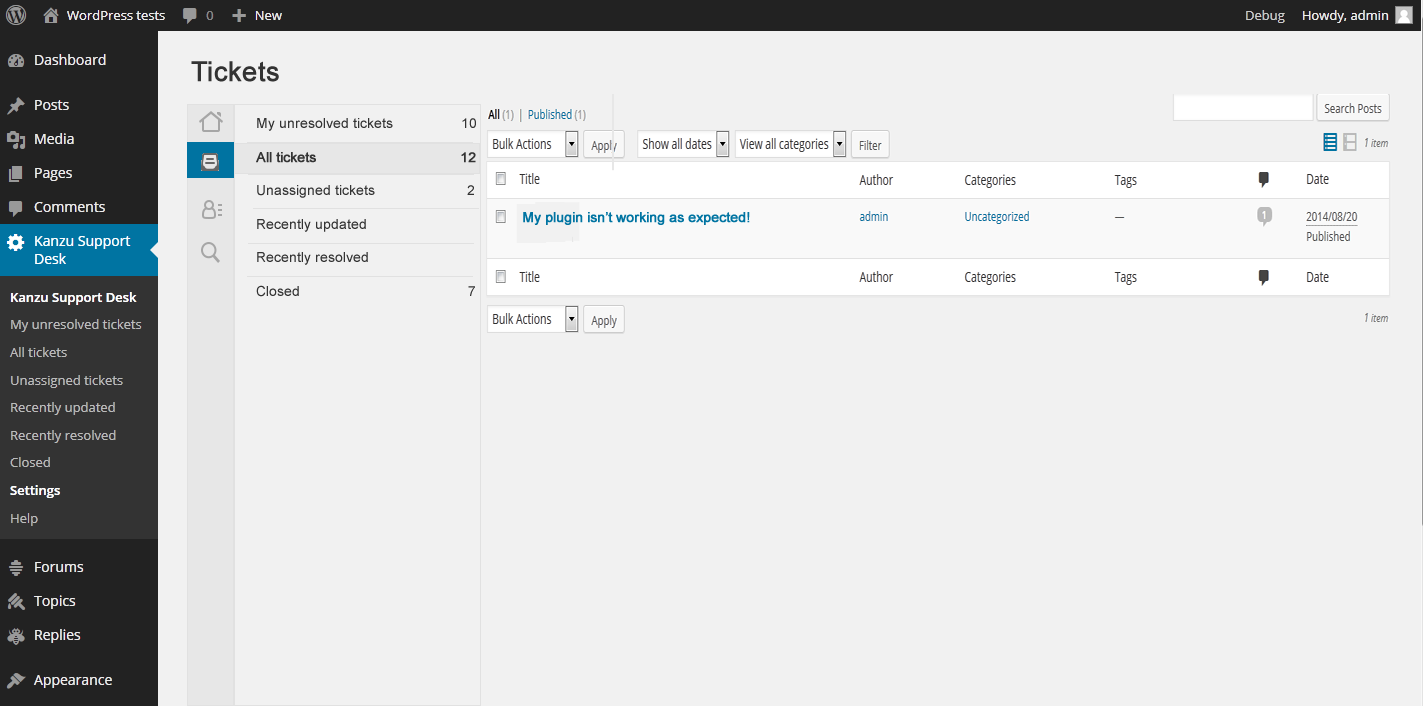 WordPress tests 0 New Debug Howdy, admin
Dashboard
Posts
Media
Pages
Comments
Kanzu Support
Desk
Kanzu Support Desk
My unresolved tickets
All tickets
Unassigned tickets
Recently updated
Recently resolved
Closed
Settings
Help
Forums
Topics
Replies
Appearance
Tickets
My unresolved tickets 10
All tickets 12
Unassigned tickets 2
Recently updated
Recently resolved
Closed 7
All (1) | Published (1)
Search Posts
Bulk Actions Apply Show all dates View all categories Filter 1 item
Title Author Categories Tags Date
My plugin isn't working as expected! admin Uncategorized — 1 2014/08/20
Published
Title Author Categories Tags Date
Bulk Actions Apply 1 item